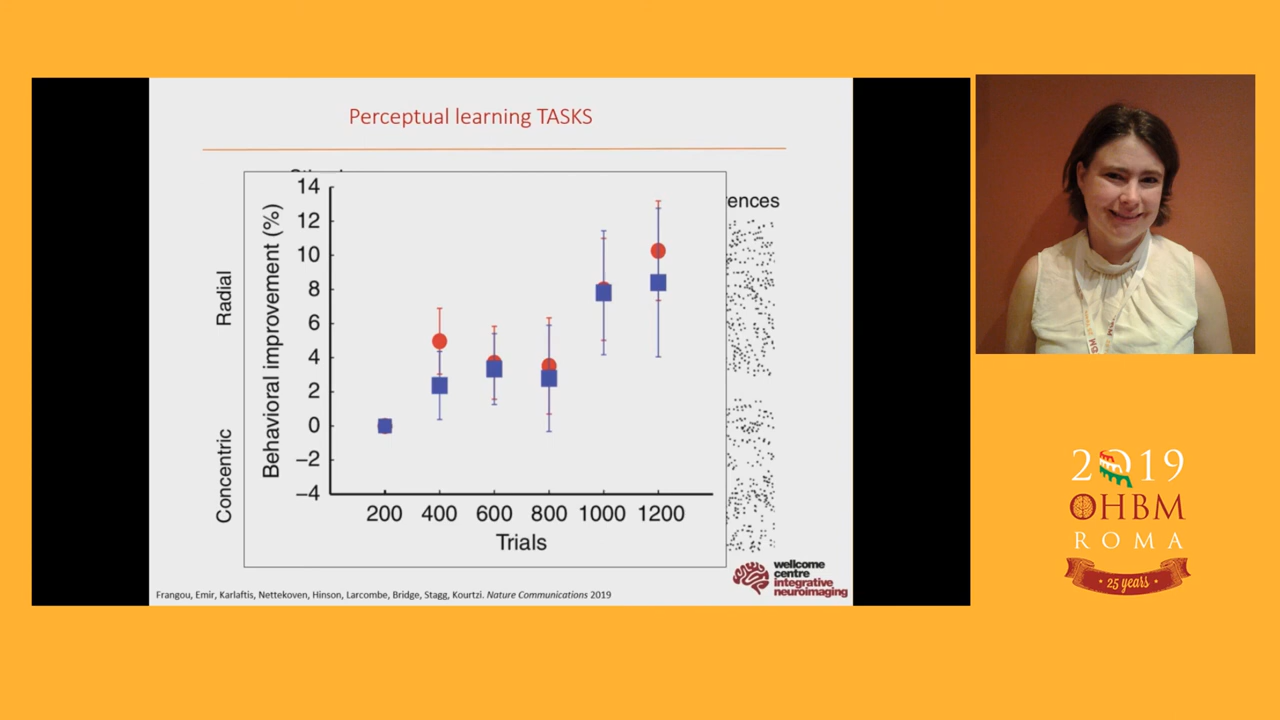 Perceptual learning TASKS
14
12
10
8
6
4
2
0
–2
–4
Behavioral improvement (%)
200 400 600 800 1000 1200
Trials
Radial
Concentric
Frangou, Emir, Karlaftis, Nettekoven, Hinson, Larcombe, Bridge, Stagg, Kourtzi. Nature Communications 2019
wellcome
centre
integrative
neuroimaging
2019
OHBM
ROMA
• 25 years •